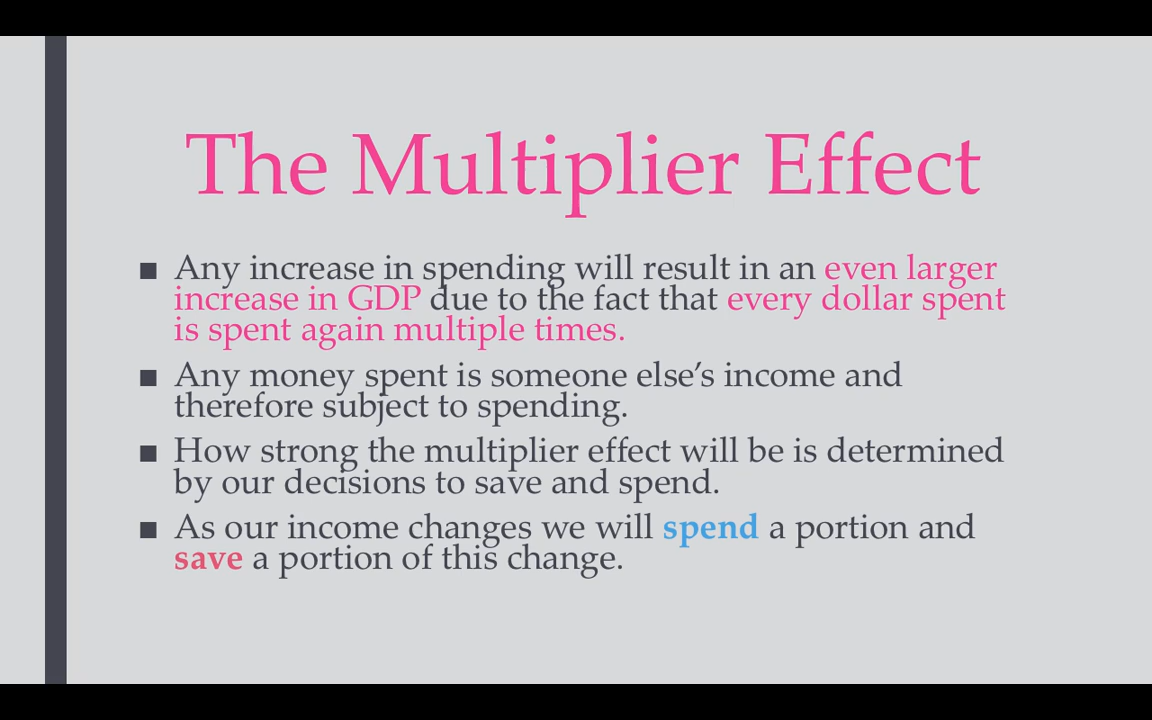 The Multiplier Effect
■ Any increase in spending will result in an even larger
increase in GDP due to the fact that every dollar spent
is spent again multiple times.
■ Any money spent is someone else’s income and
therefore subject to spending.
■ How strong the multiplier effect will be is determined
by our decisions to save and spend.
■ As our income changes we will spend a portion and
save a portion of this change.